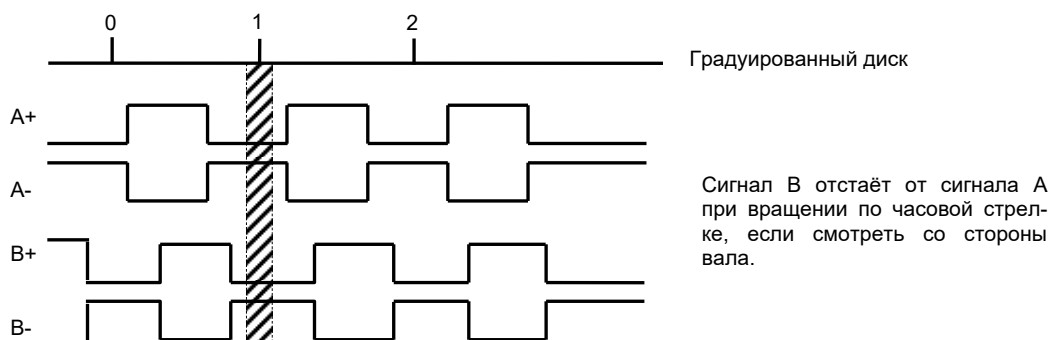 0 1 2
Градуированный диск
A+
A-
Сигнал В отстаёт от сигнала А
при вращении по часовой стрел-
ке, если смотреть со стороны
вала.
B+
B-